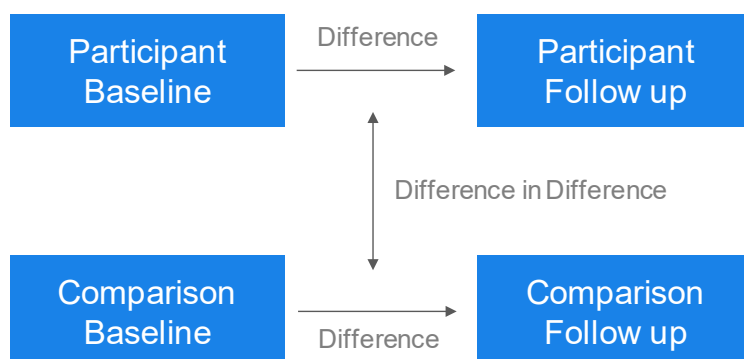 Participant
Baseline
Difference
Participant
Follow up
Difference in Difference
Comparison
Baseline
Difference
Comparison
Follow up